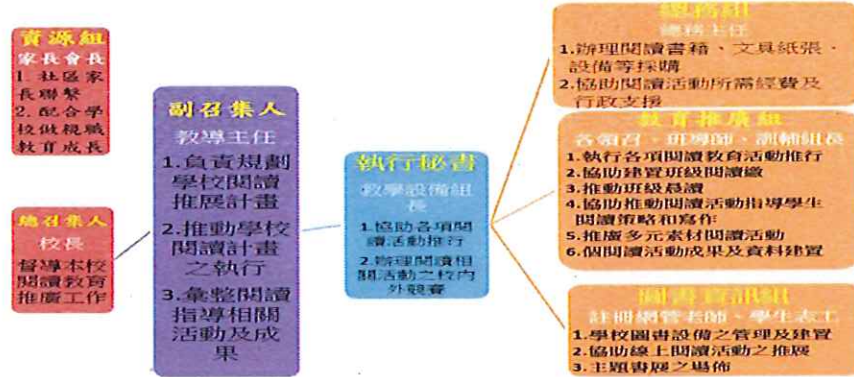 資源組
家長會長
1. 社區家
長聯繫
2. 配合學
校做親職
教育成長
總召集人
校長
督導本校
閱讀教育
推廣工作
副召集人
教導主任
1.負責規劃
學校閱讀
推展計畫
2.推動學校
閱讀計畫
之執行
3.彙整閱讀
指導相關
活動及成
果
執行秘書
教學設備組
長
1.協助各項閱
讀活動推行
2.辦理閱讀相
關活動之校內
外競賽
總務組
總務主任
1.辦理閱讀書籍、文具紙張、
設備等採購
2.協助閱讀活動所需經費及
行政支援
教育推廣組
各領召、班導師、訓輔組長
1.執行各項閱讀教育活動推行
2.協助建置班級閱讀
3.推動班級晨讀
4.協助推動閱讀活動指導學生
閱讀策略和寫作
5.推廣多元素材閱讀活動
6.個閱讀活動成果及資料建置
圖書資訊組
註冊網管老師、學生志工
1.學校圖書設備之管理及建置
2.協助線上閱讀活動之推展
3.主題書展之場佈